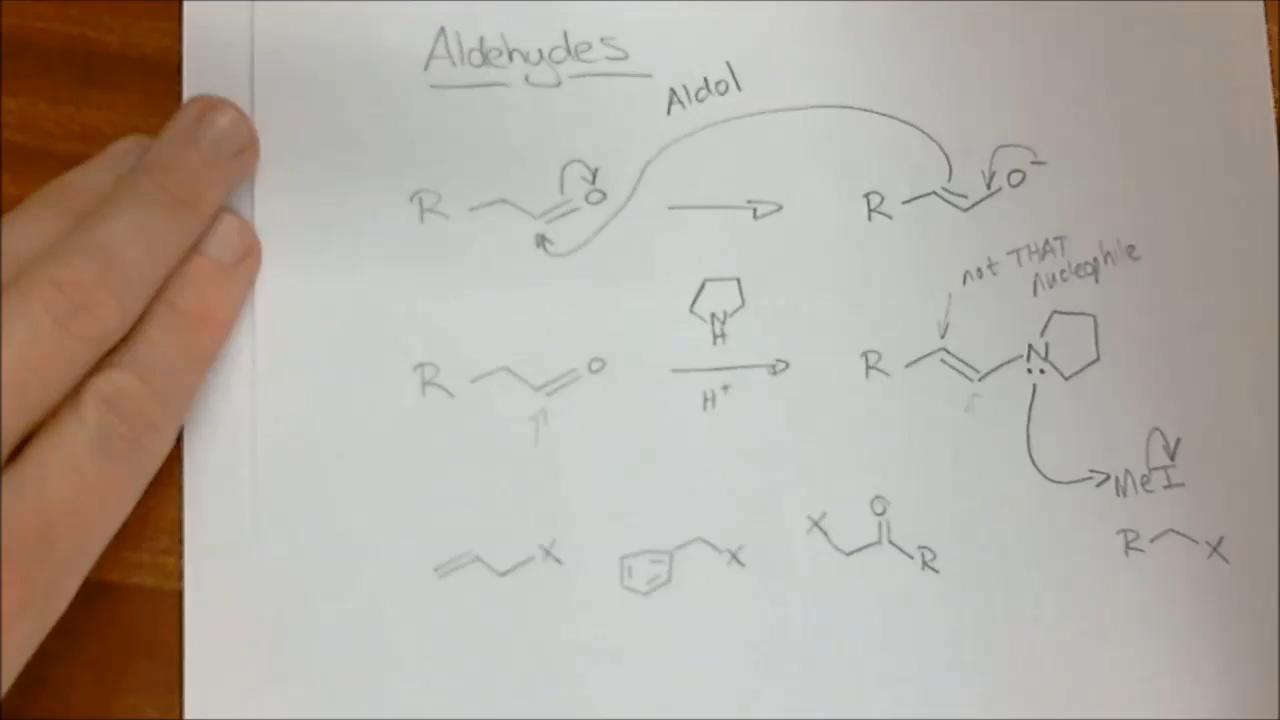 Aldehydes
Aldol
R O → R O⁻
not THAT
nucleophile
N
H
R O H⁺ → R N
MeI
X O R
X X R X